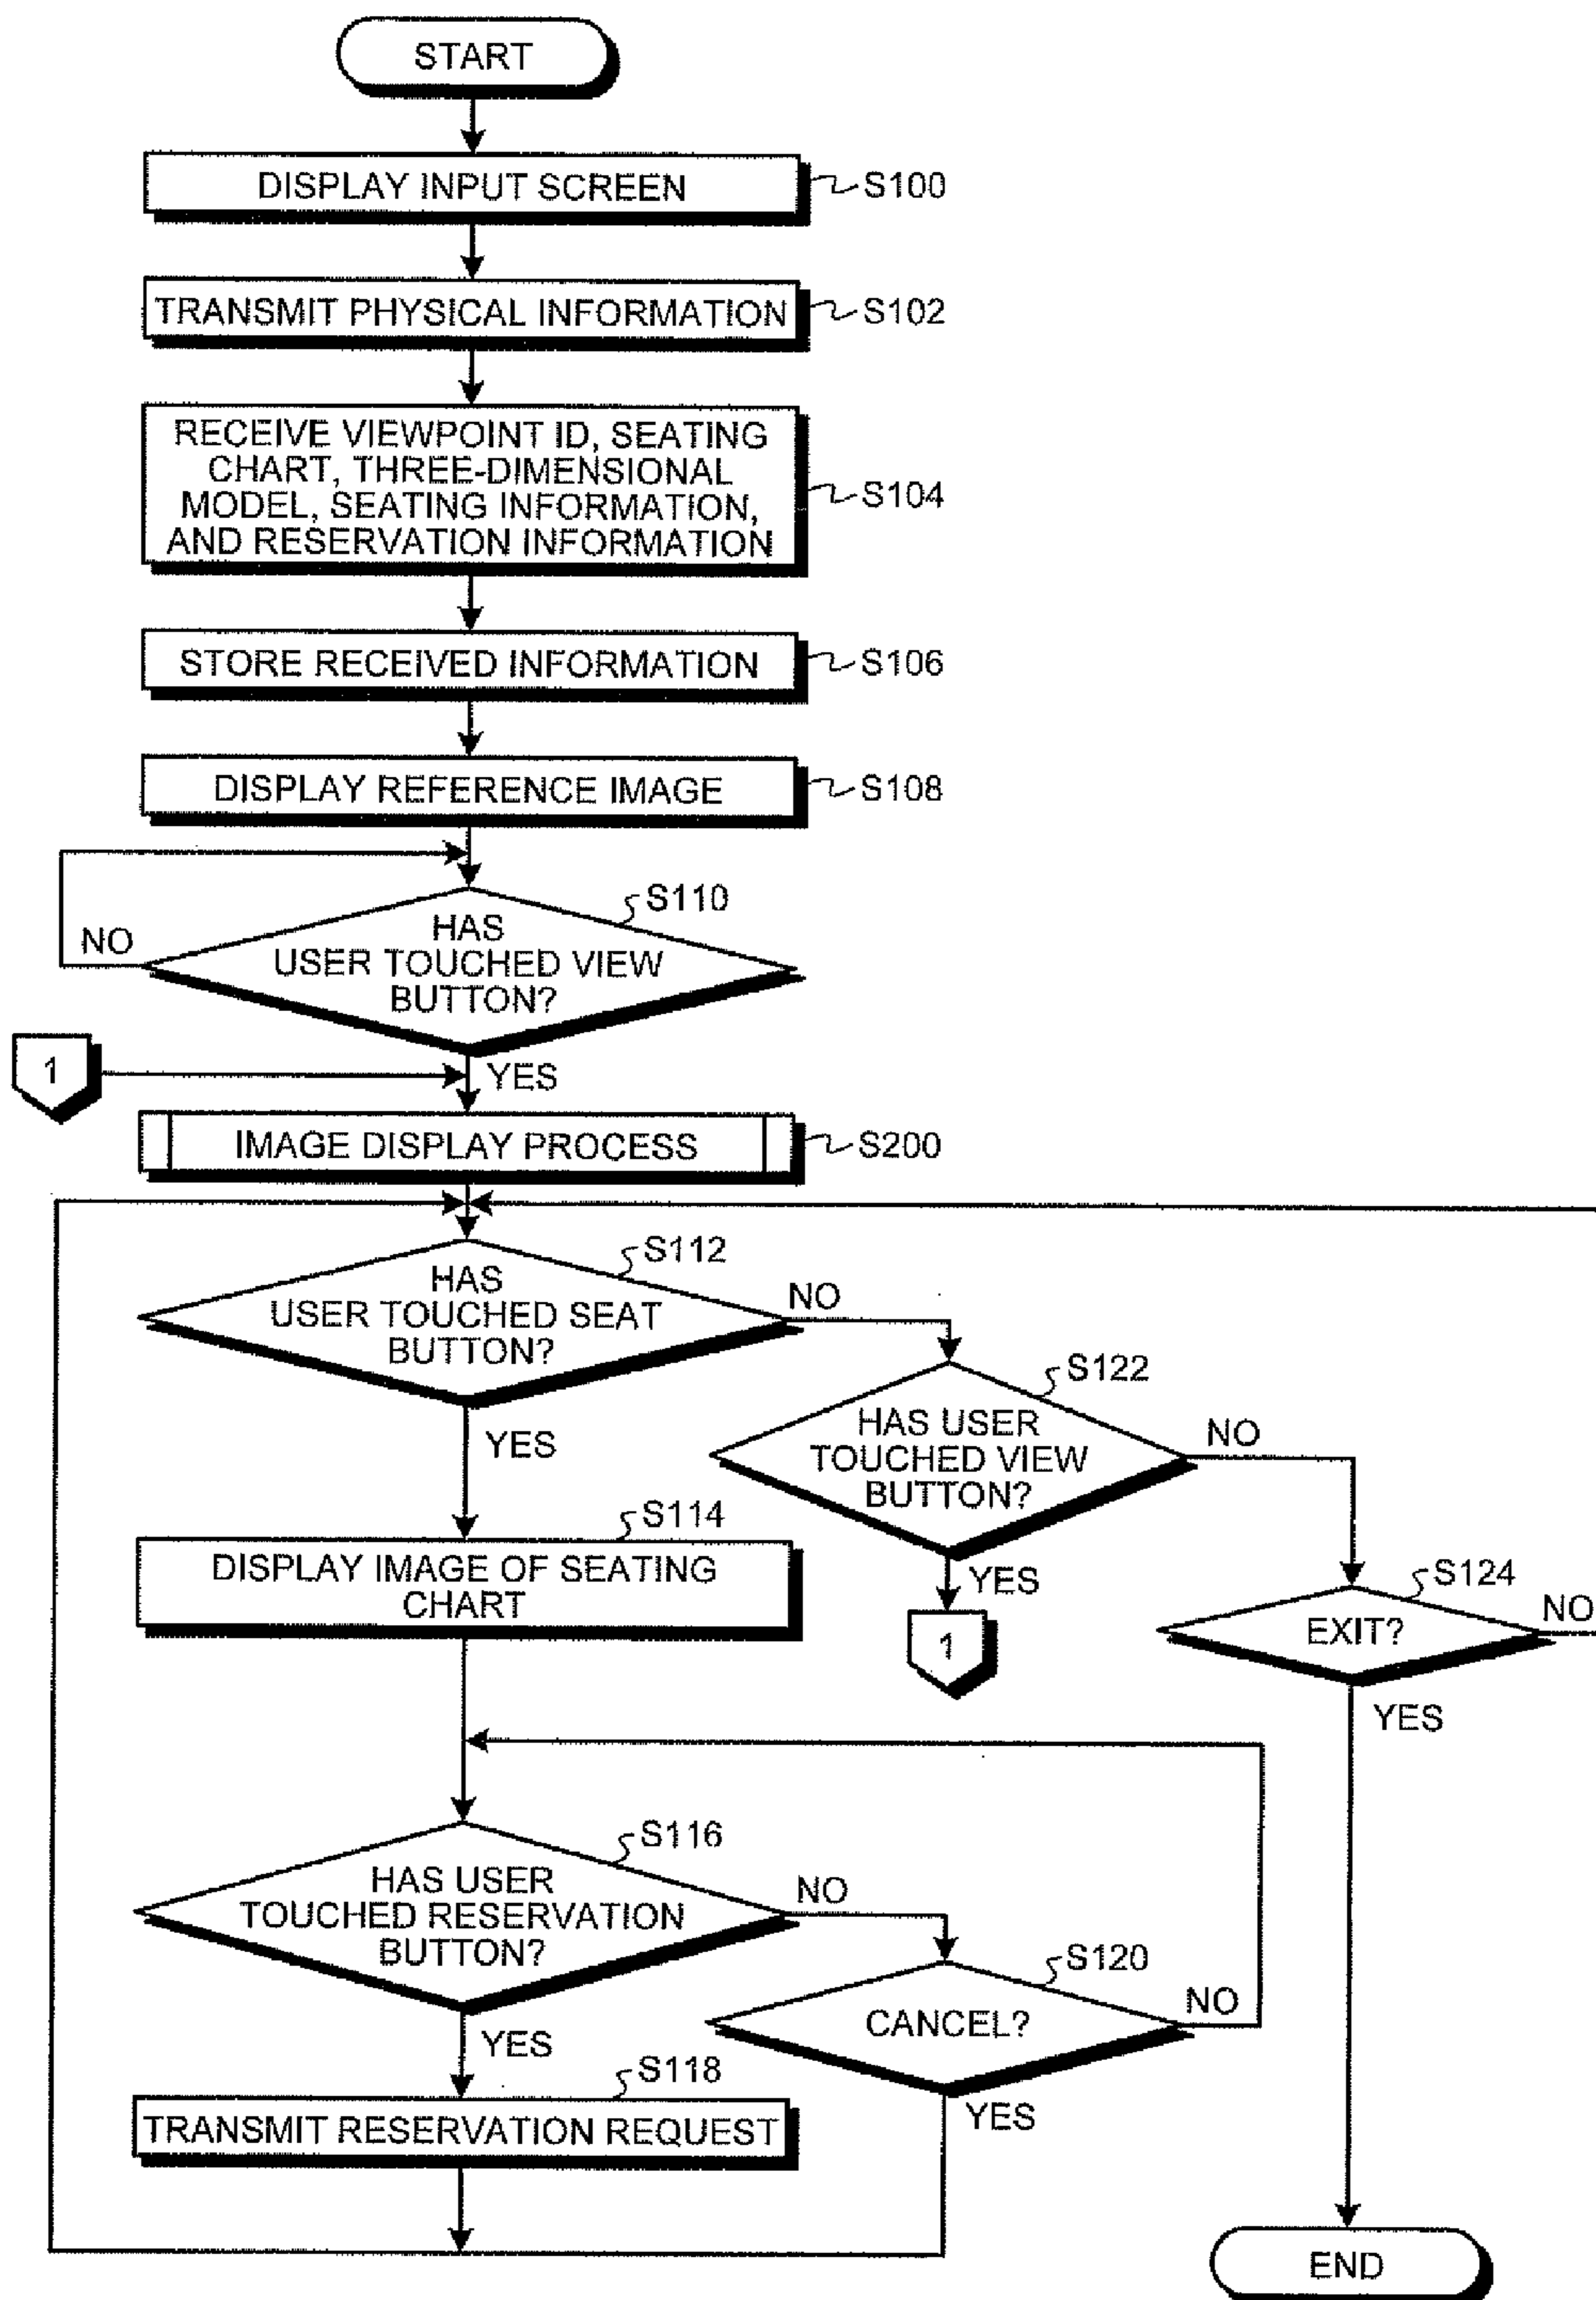 START
DISPLAY INPUT SCREEN
S100
TRANSMIT PHYSICAL INFORMATION
S102
RECEIVE VIEWPOINT ID, SEATING
CHART, THREE-DIMENSIONAL
MODEL, SEATING INFORMATION,
AND RESERVATION INFORMATION
S104
STORE RECEIVED INFORMATION
S106
DISPLAY REFERENCE IMAGE
S108
S110
HAS
USER TOUCHED VIEW
BUTTON?
NO
1
YES
IMAGE DISPLAY PROCESS
S200
S112
HAS
USER TOUCHED SEAT
BUTTON?
NO
YES
S122
HAS USER
TOUCHED VIEW
BUTTON?
NO
YES
1
S114
DISPLAY IMAGE OF SEATING
CHART
S124
EXIT?
NO
YES
S116
HAS USER
TOUCHED RESERVATION
BUTTON?
NO
YES
S120
CANCEL?
NO
YES
S118
TRANSMIT RESERVATION REQUEST
END